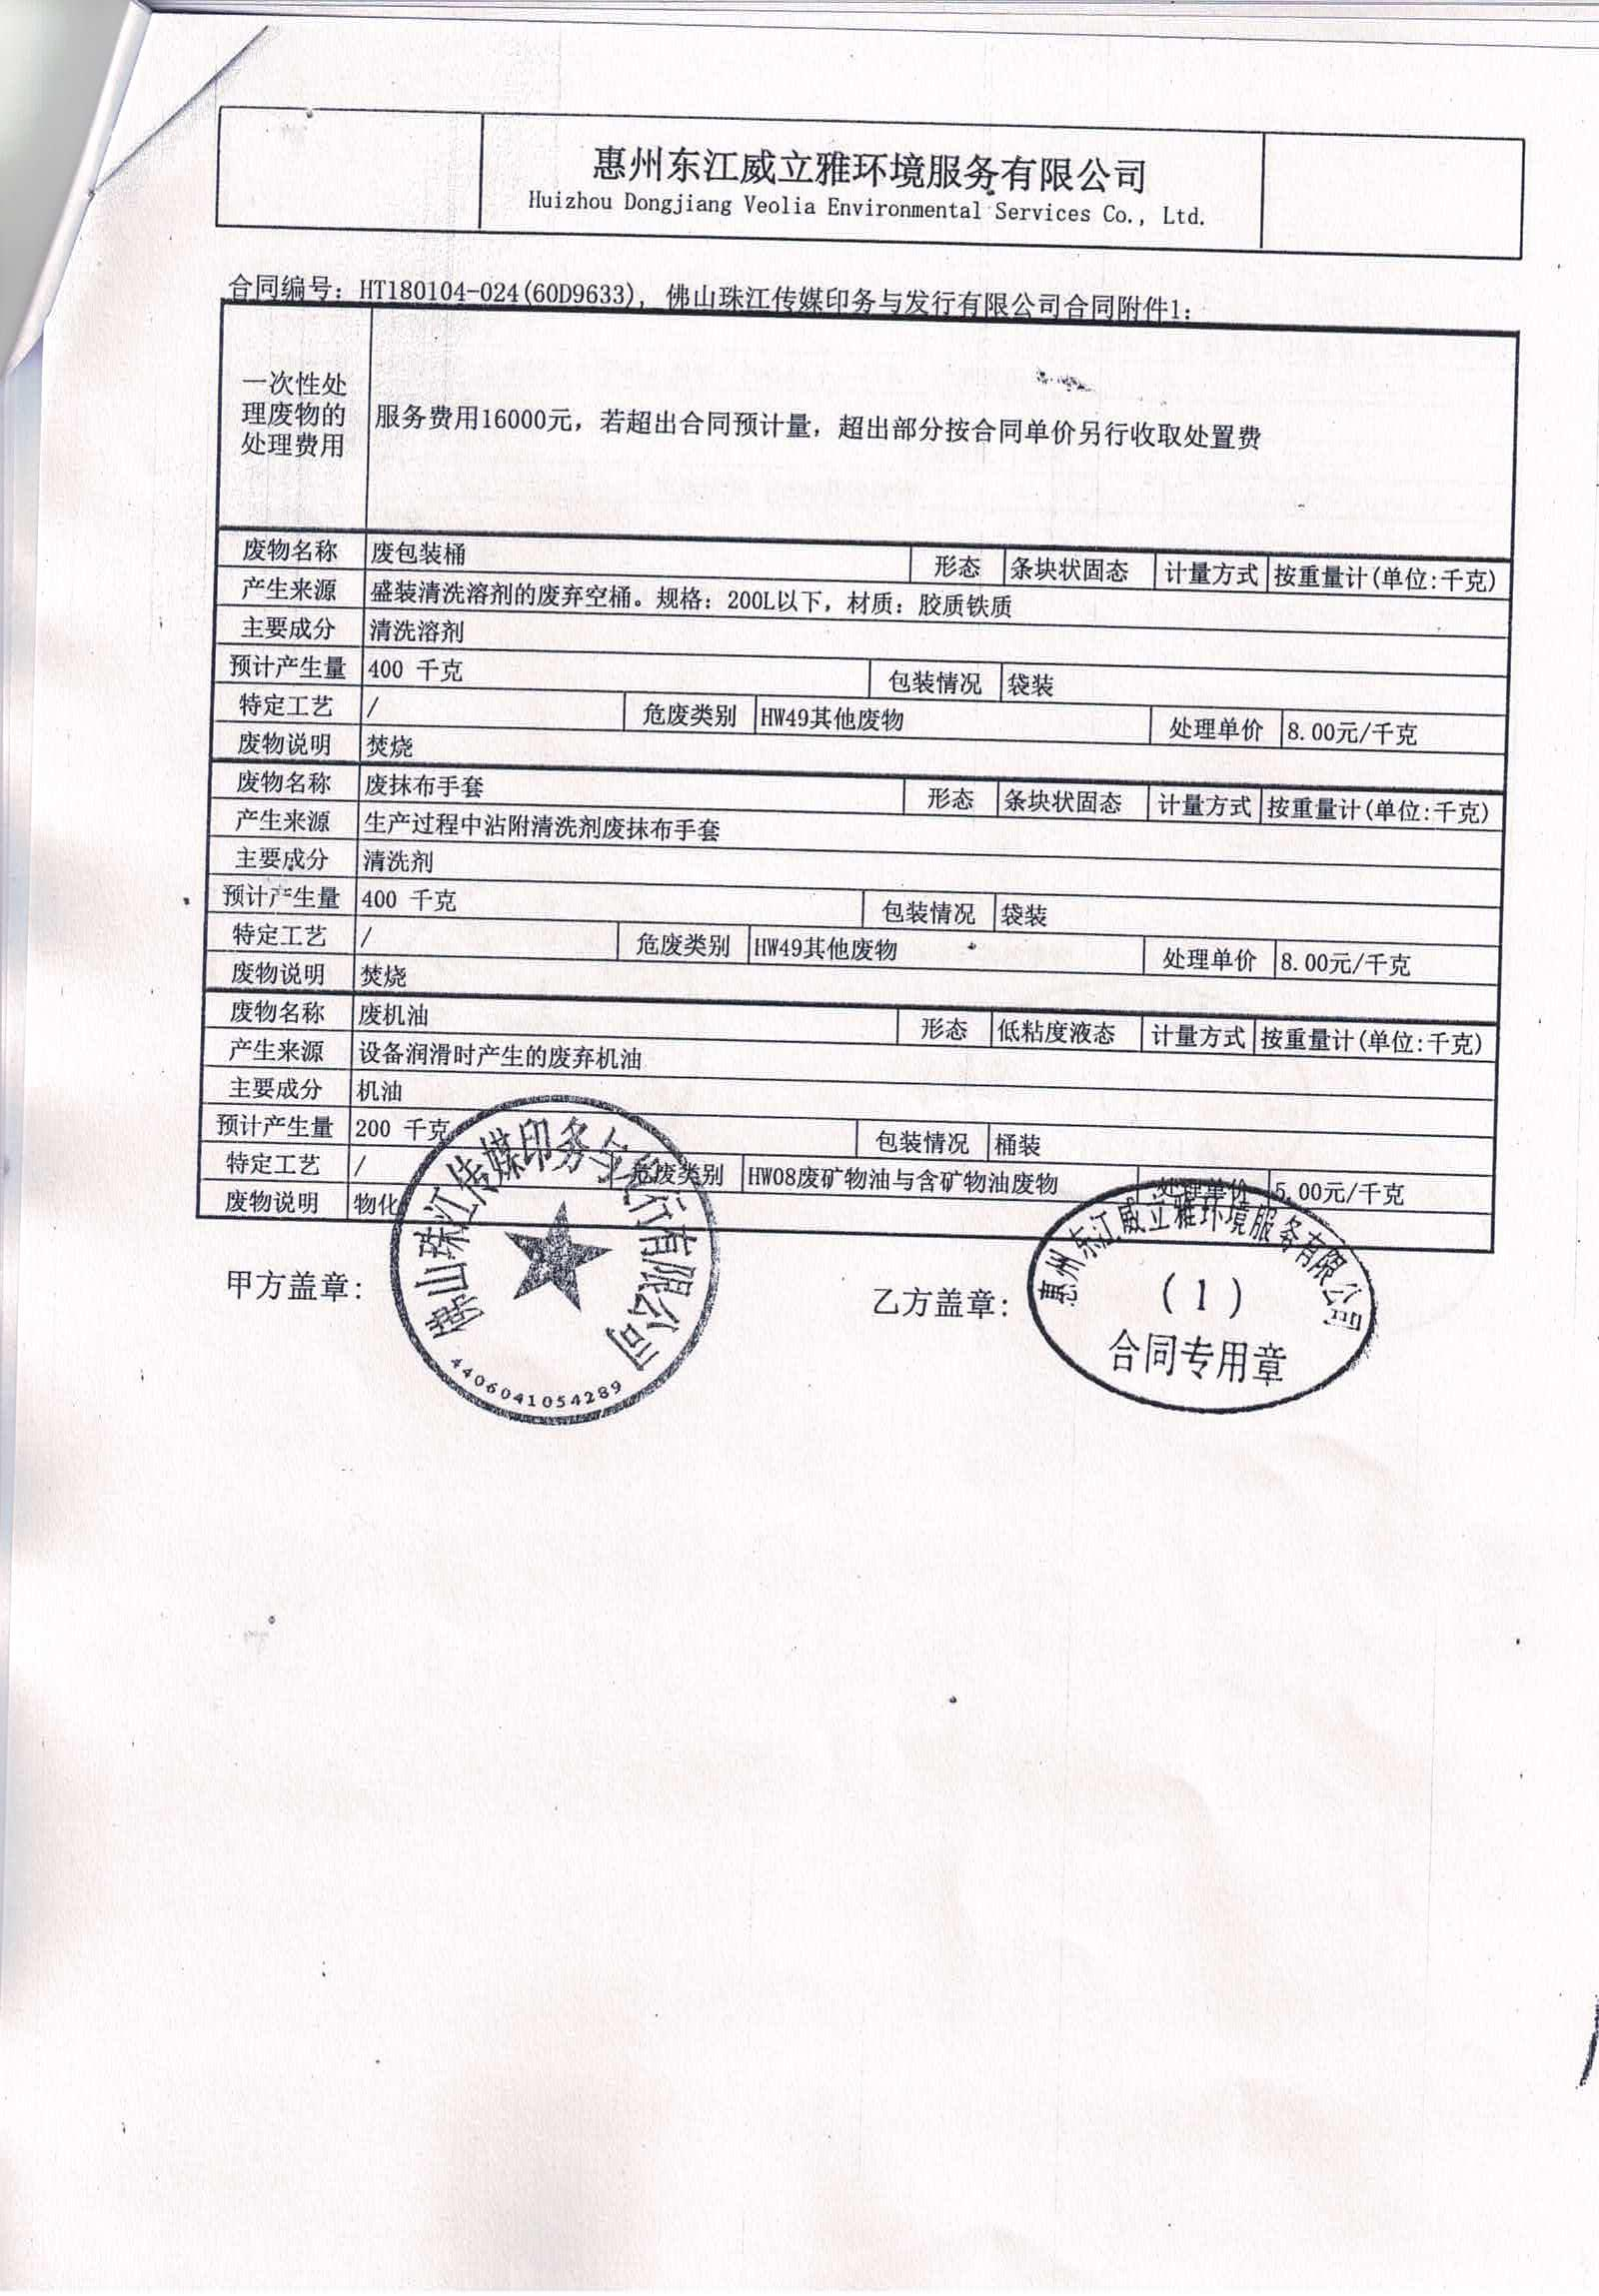 惠州东江威立雅环境服务有限公司
Huizhou Dongjiang Veolia Environmental Services Co., Ltd.
合同编号: HT180104-024(60D9633), 佛山珠江传媒印务与发行有限公司合同附件1:
一次性处
理废物的
处理费用
服务费用16000元, 若超出合同预计量, 超出部分按合同单价另行收取处置费
废物名称 废包装桶 形态 条块状固态 计量方式 按重量计(单位:千克)
产生来源 盛装清洗溶剂的废弃空桶。规格: 200L以下, 材质: 胶质铁质
主要成分 清洗溶剂
预计产生量 400 千克 包装情况 袋装
特定工艺 / 危废类别 HW49其他废物 处理单价 8.00元/千克
废物说明 焚烧
废物名称 废抹布手套 形态 条块状固态 计量方式 按重量计(单位:千克)
产生来源 生产过程中沾附清洗剂废抹布手套
主要成分 清洗剂
预计产生量 400 千克 包装情况 袋装
特定工艺 / 危废类别 HW49其他废物 处理单价 8.00元/千克
废物说明 焚烧
废物名称 废机油 形态 低粘度液态 计量方式 按重量计(单位:千克)
产生来源 设备润滑时产生的废弃机油
主要成分 机油
预计产生量 200 千克 包装情况 桶装
特定工艺 / 危废类别 HW08废矿物油与含矿物油废物 处理单价 5.00元/千克
废物说明 物化
甲方盖章:
佛山珠江传媒印务与发行有限公司
4406041054289
乙方盖章:
惠州东江威立雅环境服务有限公司
(1)
合同专用章